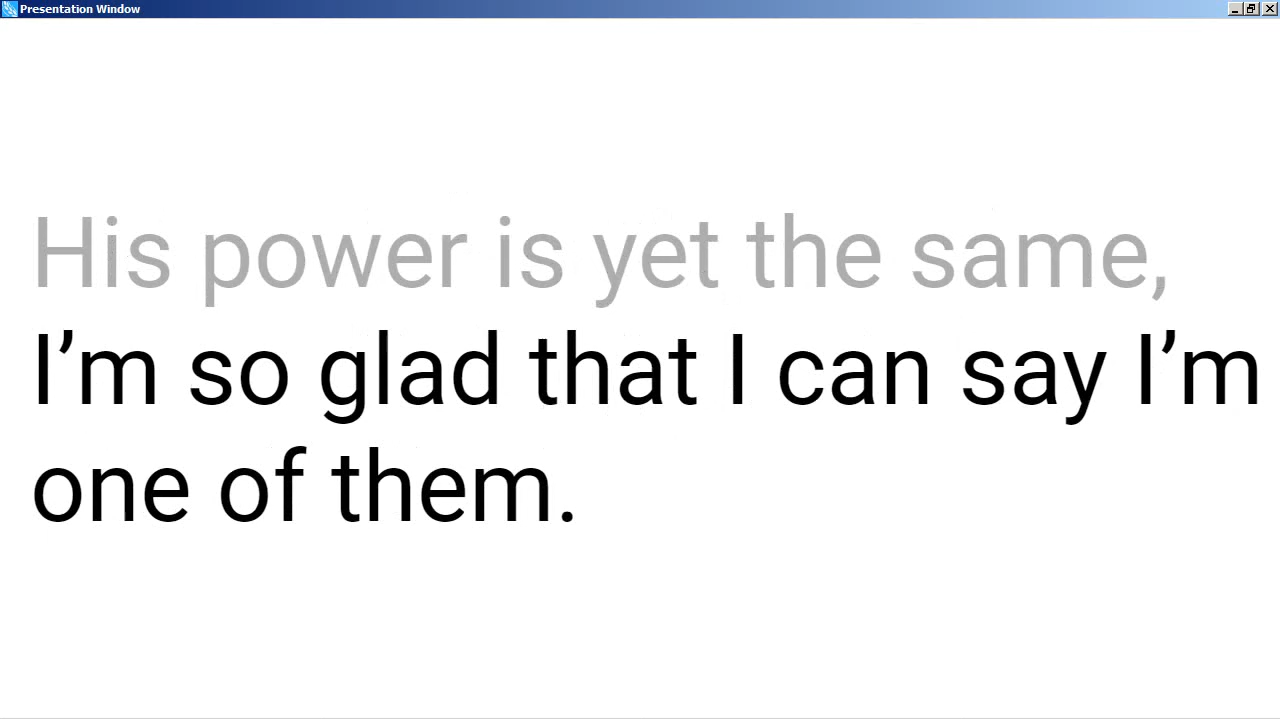 Presentation Window
His power is yet the same,
I’m so glad that I can say I’m
one of them.